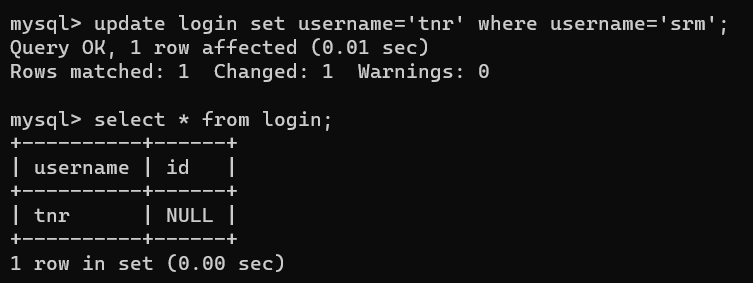 mysql> update login set username='tnr' where username='srm';
Query OK, 1 row affected (0.01 sec)
Rows matched: 1  Changed: 1  Warnings: 0

mysql> select * from login;
+----------+------+
| username | id   |
+----------+------+
| tnr      | NULL |
+----------+------+
1 row in set (0.00 sec)